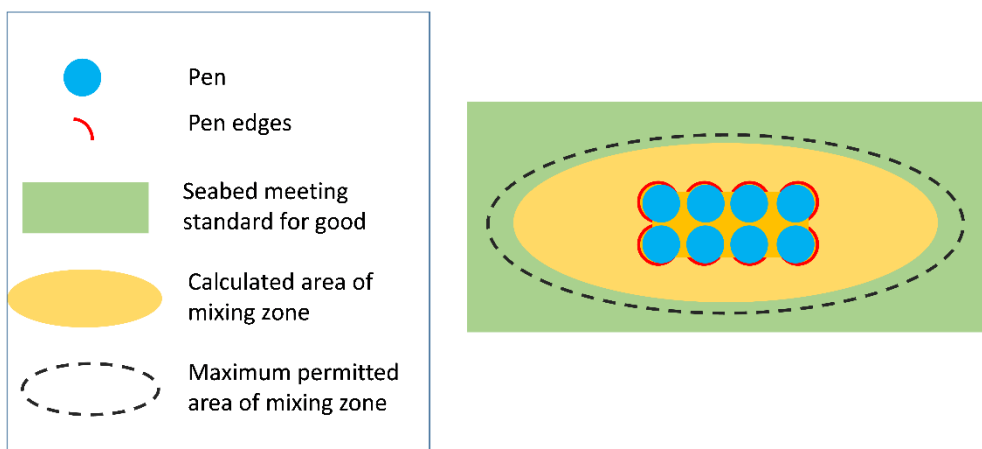 Pen
Pen edges
Seabed meeting
standard for good
Calculated area of
mixing zone
Maximum permitted
area of mixing zone